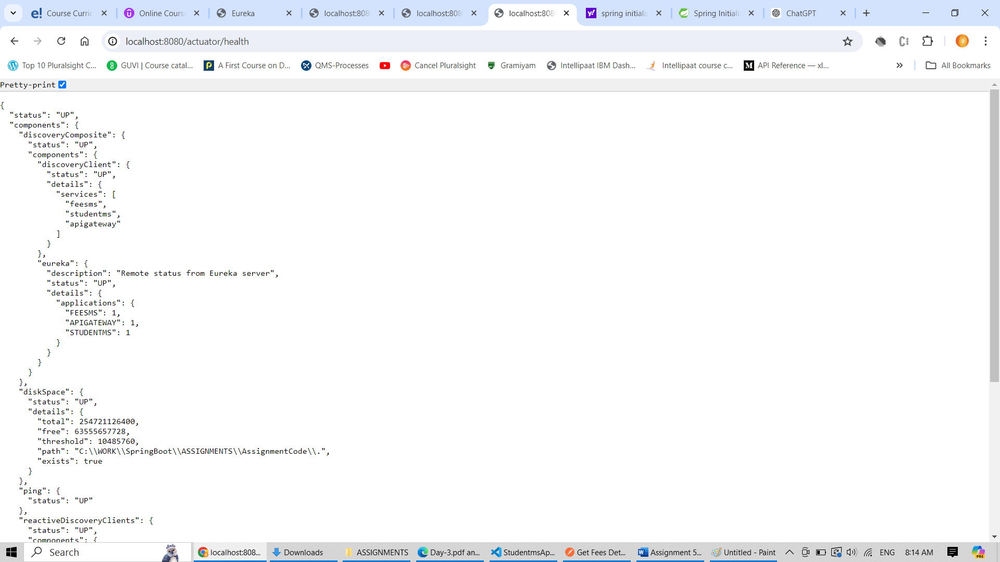 Course Curric
Online Course
Eureka
localhost:808
localhost:808
localhost:808
spring initializ
Spring Initializ
ChatGPT
localhost:8080/actuator/health
Top 10 Pluralsight C...
GUVI | Course catal...
A First Course on D...
QMS-Processes
Cancel Pluralsight
Gramiyam
Intellipaat IBM Dash...
Intellipaat course c...
API Reference — xl...
All Bookmarks
Pretty-print
{
"status": "UP",
"components": {
"discoveryComposite": {
"status": "UP",
"components": {
"discoveryClient": {
"status": "UP",
"details": {
"services": [
"feesms",
"studentms",
"apigateway"
]
}
},
"eureka": {
"description": "Remote status from Eureka server",
"status": "UP",
"details": {
"applications": {
"FEESMS": 1,
"APIGATEWAY": 1,
"STUDENTMS": 1
}
}
}
}
},
"diskSpace": {
"status": "UP",
"details": {
"total": 254721126400,
"free": 63555657728,
"threshold": 10485760,
"path": "C:\\WORK\\SpringBoot\\ASSIGNMENTS\\AssignmentCode\\.",
"exists": true
}
},
"ping": {
"status": "UP"
},
"reactiveDiscoveryClients": {
"status": "UP",
"components": {
Search
localhost:808...
Downloads
ASSIGNMENTS
Day-3.pdf an...
StudentmsAp...
Get Fees Det...
Assignment 5...
Untitled - Paint
ENG
8:14 AM
PRE